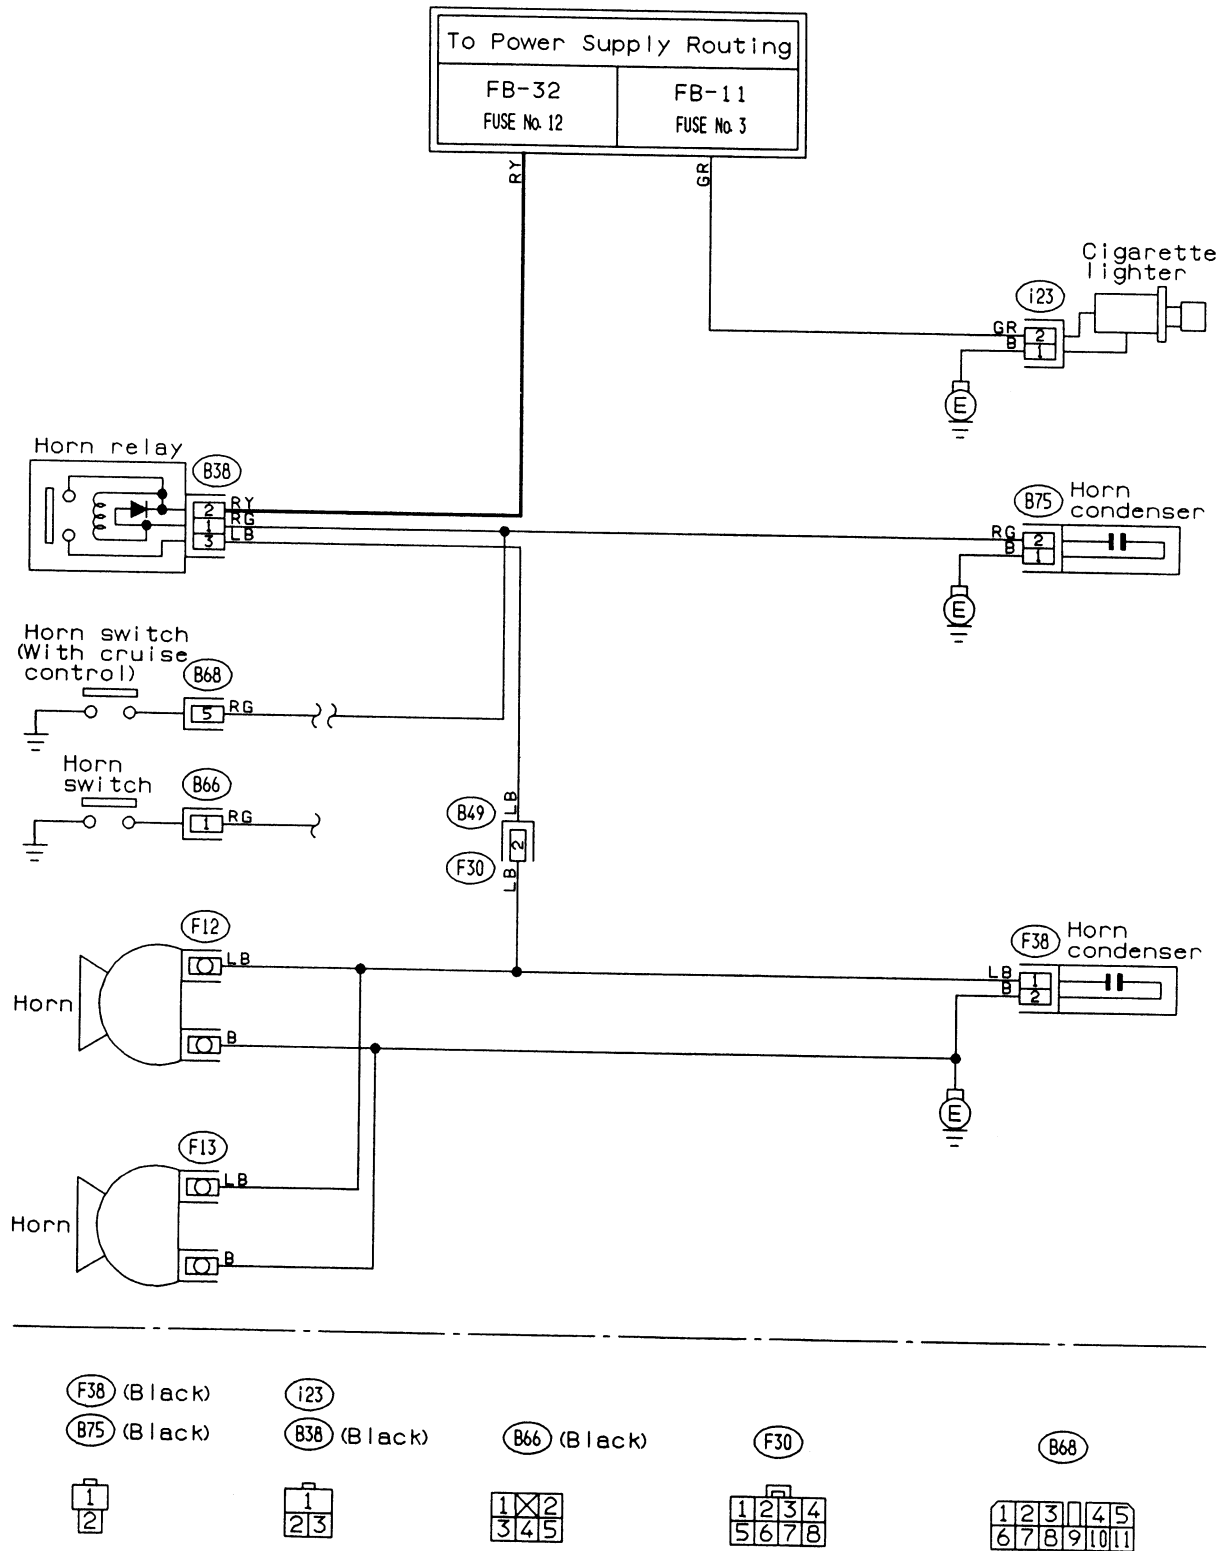 To Power Supply Routing
FB-32
FUSE No. 12
FB-11
FUSE No. 3
RY
GR
Cigarette
lighter
i23
GR
B
2
1
E
Horn relay
B38
2
1
3
RY
RG
LB
B75
Horn
condenser
RG
B
2
1
E
Horn switch
(With cruise
control)
B68
5
RG
Horn
switch
B66
1
RG
B49
LB
2
F30
LB
F12
LB
Horn
B
F38
Horn
condenser
LB
B
1
2
E
F13
LB
Horn
B
F38 (Black)
B75 (Black)
1
2
i23
B38 (Black)
1
2 3
B66 (Black)
1 2
3 4 5
F30
1 2 3 4
5 6 7 8
B68
1 2 3 4 5
6 7 8 9 10 11